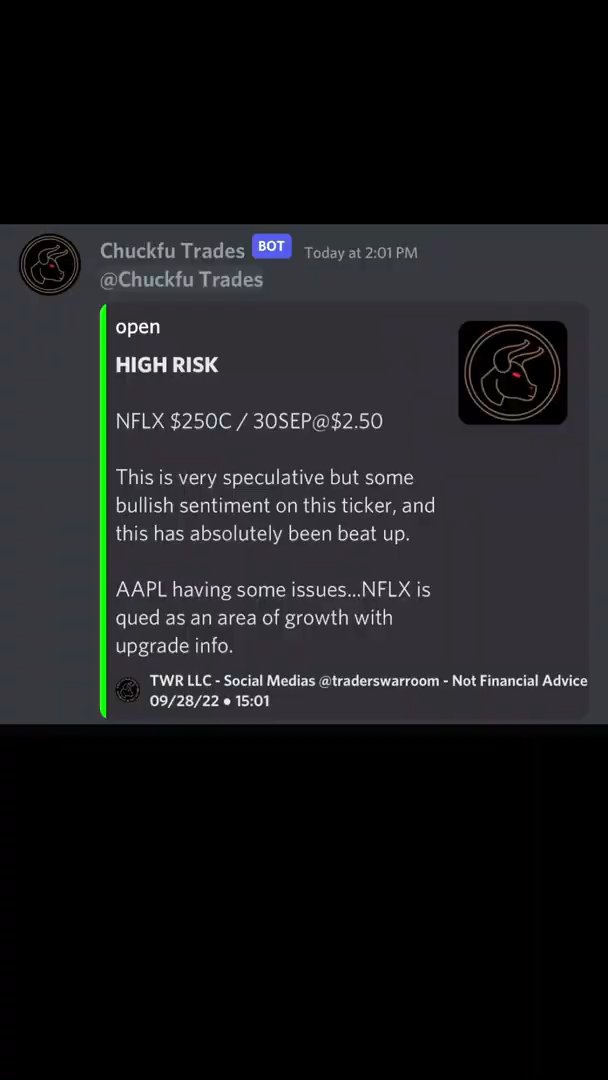 Chuckfu Trades BOT Today at 2:01 PM
@Chuckfu Trades
open
HIGH RISK
NFLX $250C / 30SEP@$2.50
This is very speculative but some
bullish sentiment on this ticker, and
this has absolutely been beat up.
AAPL having some issues...NFLX is
qued as an area of growth with
upgrade info.
TWR LLC - Social Medias @traderswarroom - Not Financial Advice
09/28/22 • 15:01